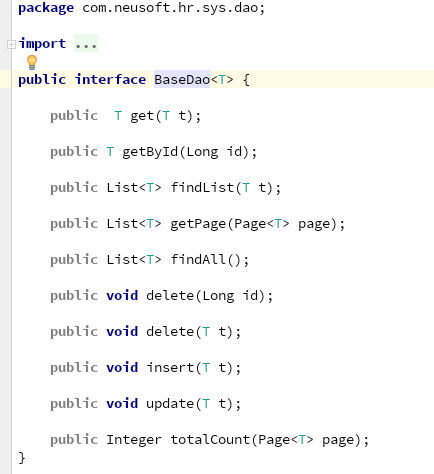 package com.neusoft.hr.sys.dao;
import ...
public interface BaseDao<T> {
public  T get(T t);
public T getById(Long id);
public List<T> findList(T t);
public List<T> getPage(Page<T> page);
public List<T> findAll();
public void delete(Long id);
public void delete(T t);
public void insert(T t);
public void update(T t);
public Integer totalCount(Page<T> page);
}